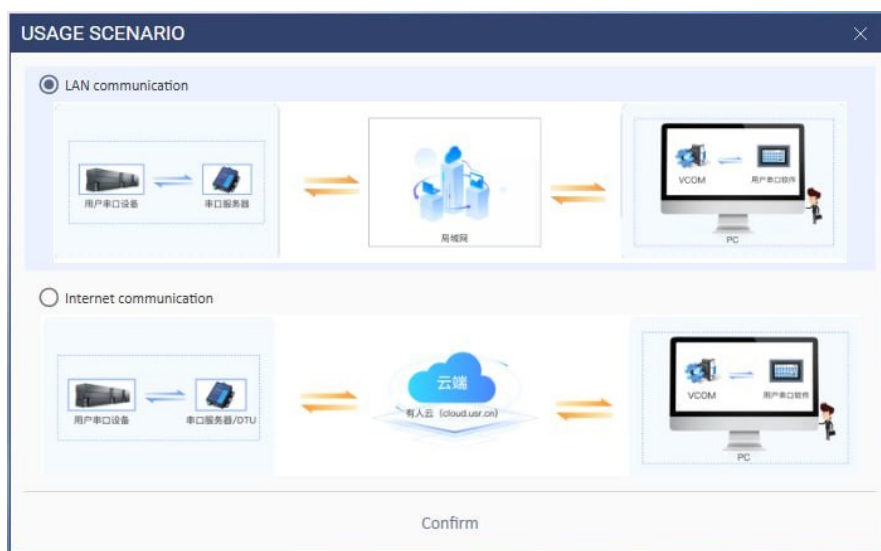 USAGE SCENARIO
LAN communication
用户串口设备
串口服务器
局域网
VCOM
用户串口软件
PC
Internet communication
用户串口设备
串口服务器/DTU
云端
有人云（cloud.usr.cn）
VCOM
用户串口软件
PC
Confirm